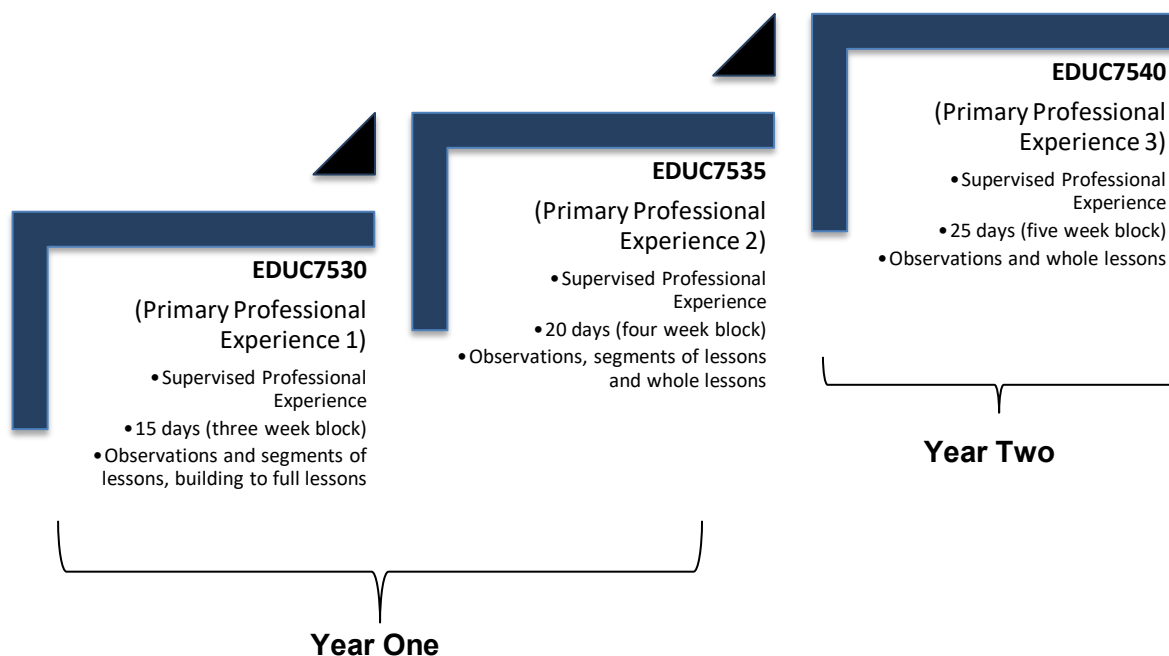 EDUC7530
(Primary Professional
Experience 1)
•Supervised Professional
Experience
•15 days (three week block)
•Observations and segments of
lessons, building to full lessons
EDUC7535
(Primary Professional
Experience 2)
•Supervised Professional
Experience
•20 days (four week block)
•Observations, segments of lessons
and whole lessons
EDUC7540
(Primary Professional
Experience 3)
•Supervised Professional
Experience
•25 days (five week block)
•Observations and whole lessons
Year One
Year Two